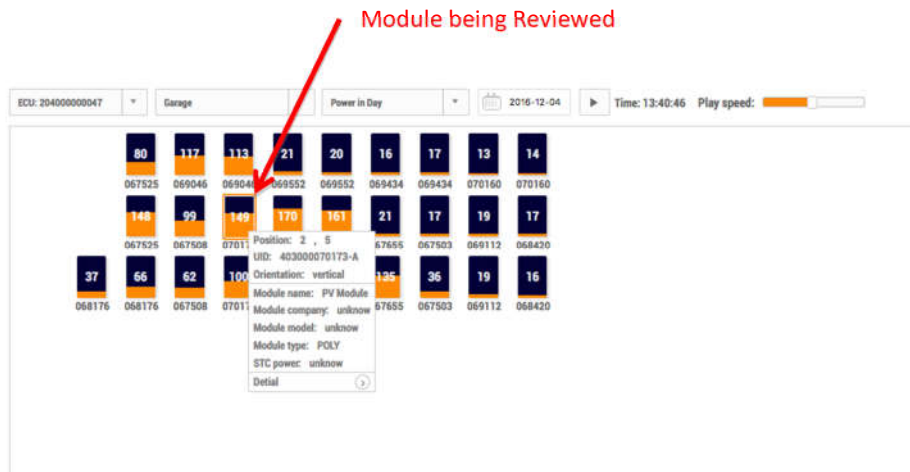 Module being Reviewed
ECU: 204000000047 Garage Power in Day 2016-12-04 Time: 13:40:46 Play speed:
80 117 113 21 20 16 17 13 14
067525 069046 069046 069552 069552 069434 069434 070160 070160
148 99 149 170 161 21 17 19 17
067525 067508 07017 67655 067503 069112 068420
Position: 2 , 5
UID: 403000070173-A
Orientation: vertical
37 66 62 100 135 36 19 16
068176 068176 067508 07017 67655 067503 069112 068420
Module name: PV Module
Module company: unknow
Module model: unknow
Module type: POLY
STC power: unknow
Detial